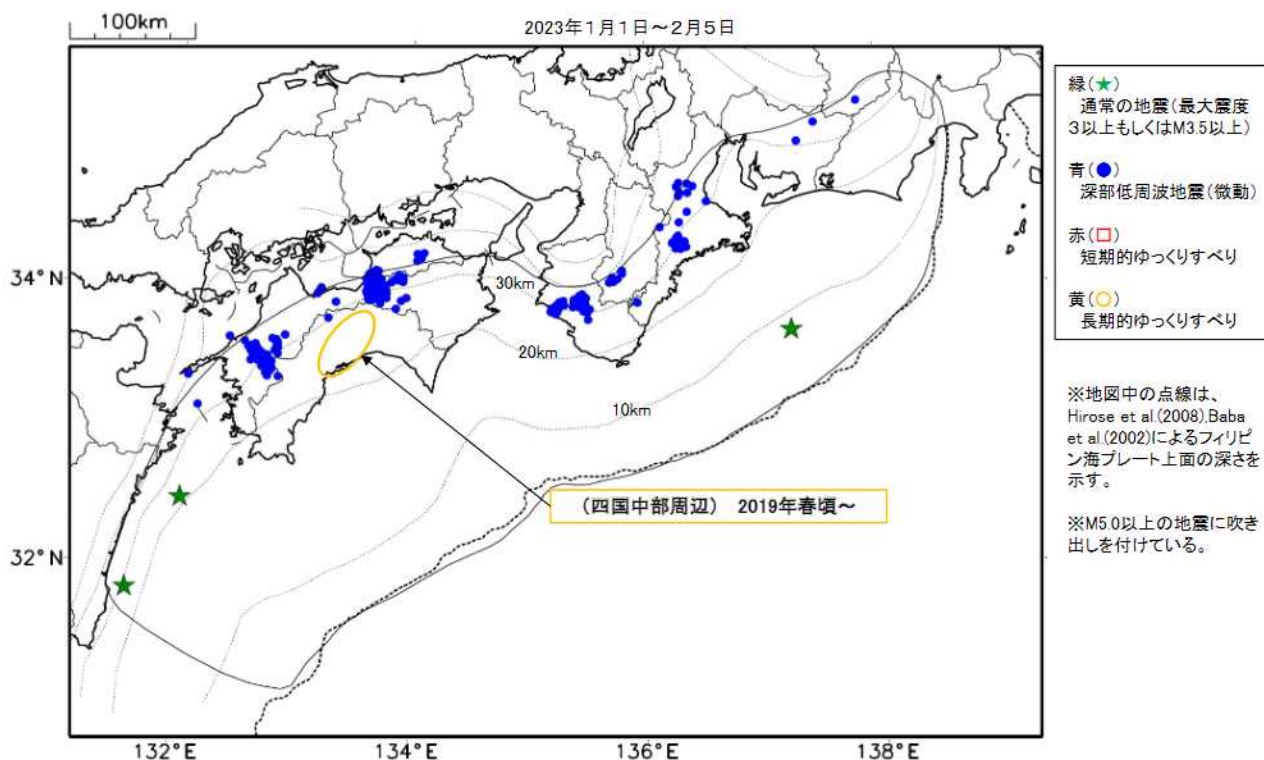 100km
2023年1月1日～2月5日
34°N
32°N
30km
20km
10km
（四国中部周辺）　2019年春頃～
132°E
134°E
136°E
138°E
緑（★）
通常の地震（最大震度
3以上もしくはM3.5以上）
青（●）
深部低周波地震（微動）
赤（□）
短期的ゆっくりすべり
黄（○）
長期的ゆっくりすべり
※地図中の点線は、
Hirose et al.(2008),Baba
et al.(2002)によるフィリピ
ン海プレート上面の深さを
示す。
※M5.0以上の地震に吹き
出しを付けている。